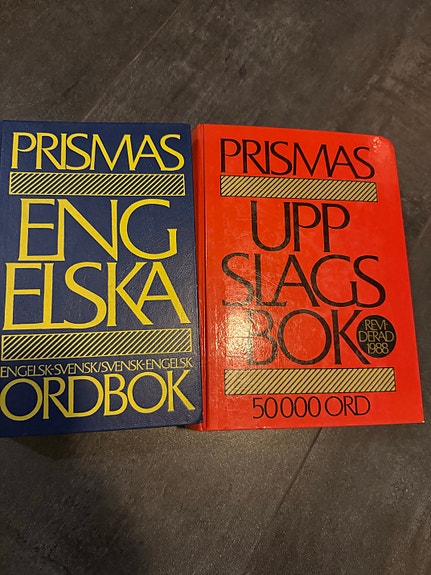 PRISMAS
ENG
ELSKA
ENGELSK-SVENSK/SVENSK-ENGELSK
ORDBOK
PRISMAS
UPP
SLAGS
BOK
REVI-
DERAD
1988
50 000 ORD